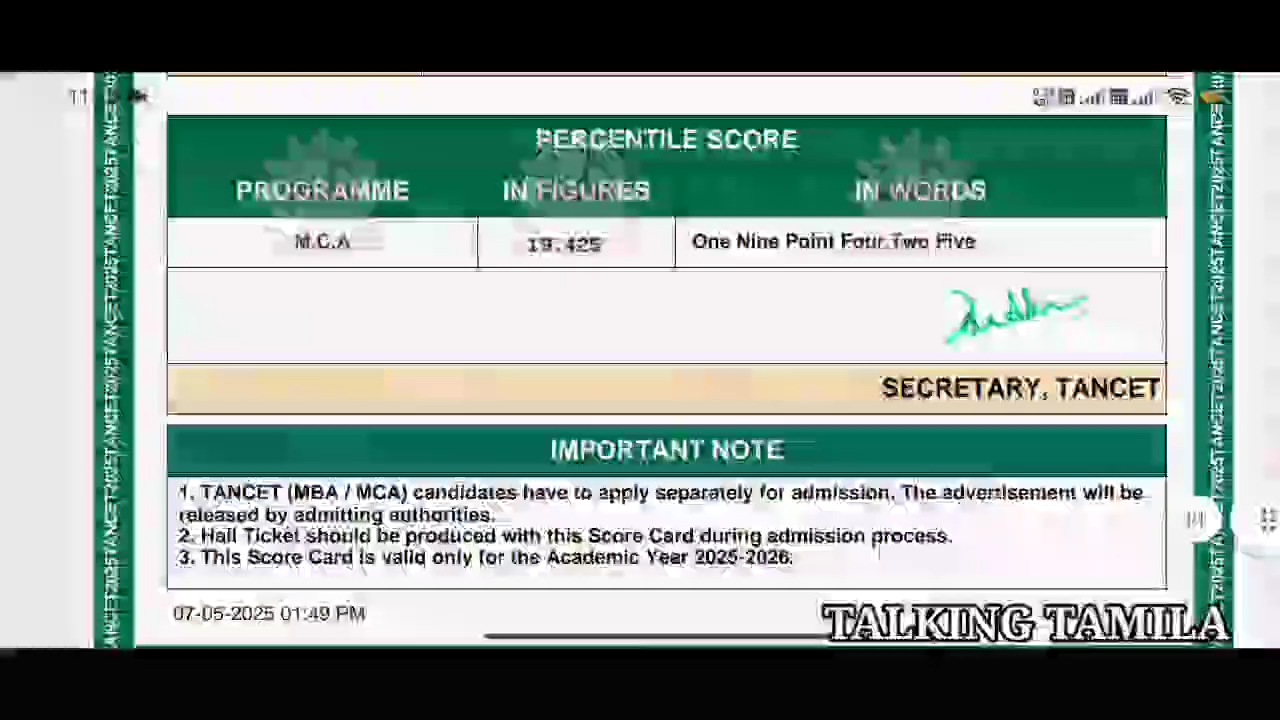 PERCENTILE SCORE
PROGRAMME IN FIGURES IN WORDS
M.C.A 19.425 One Nine Point Four Two Five
SECRETARY, TANCET
IMPORTANT NOTE
1. TANCET (MBA / MCA) candidates have to apply separately for admission. The advertisement will be
released by admitting authorities.
2. Hall Ticket should be produced with this Score Card during admission process.
3. This Score Card is valid only for the Academic Year 2025-2026.
07-05-2025 01:49 PM
TALKING TAMILA